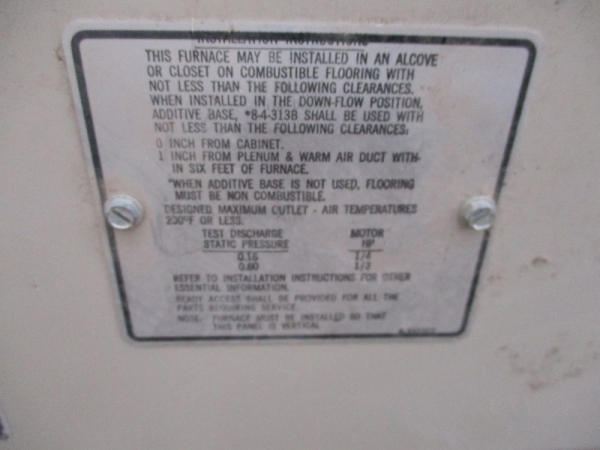 INSTALLATION INSTRUCTIONS
THIS FURNACE MAY BE INSTALLED IN AN ALCOVE
OR CLOSET ON COMBUSTIBLE FLOORING WITH
NOT LESS THAN THE FOLLOWING CLEARANCES.
WHEN INSTALLED IN THE DOWN-FLOW POSITION,
ADDITIVE BASE, *8-4-313B SHALL BE USED WITH
NOT LESS THAN THE FOLLOWING CLEARANCES:
0 INCH FROM CABINET.
1 INCH FROM PLENUM & WARM AIR DUCT WITH-
IN SIX FEET OF FURNACE.
*WHEN ADDITIVE BASE IS NOT USED, FLOORING
MUST BE NON COMBUSTIBLE.
DESIGNED MAXIMUM OUTLET - AIR TEMPERATURES
200°F OR LESS.
TEST DISCHARGE MOTOR
STATIC PRESSURE HP
0.16 1/4
0.60 1/3
REFER TO INSTALLATION INSTRUCTIONS FOR OTHER
ESSENTIAL INFORMATION.
READY ACCESS SHALL BE PROVIDED FOR ALL THE
PARTS REQUIRING SERVICE.
NOTE: FURNACE MUST BE INSTALLED SO THAT
THIS PANEL IS VERTICAL